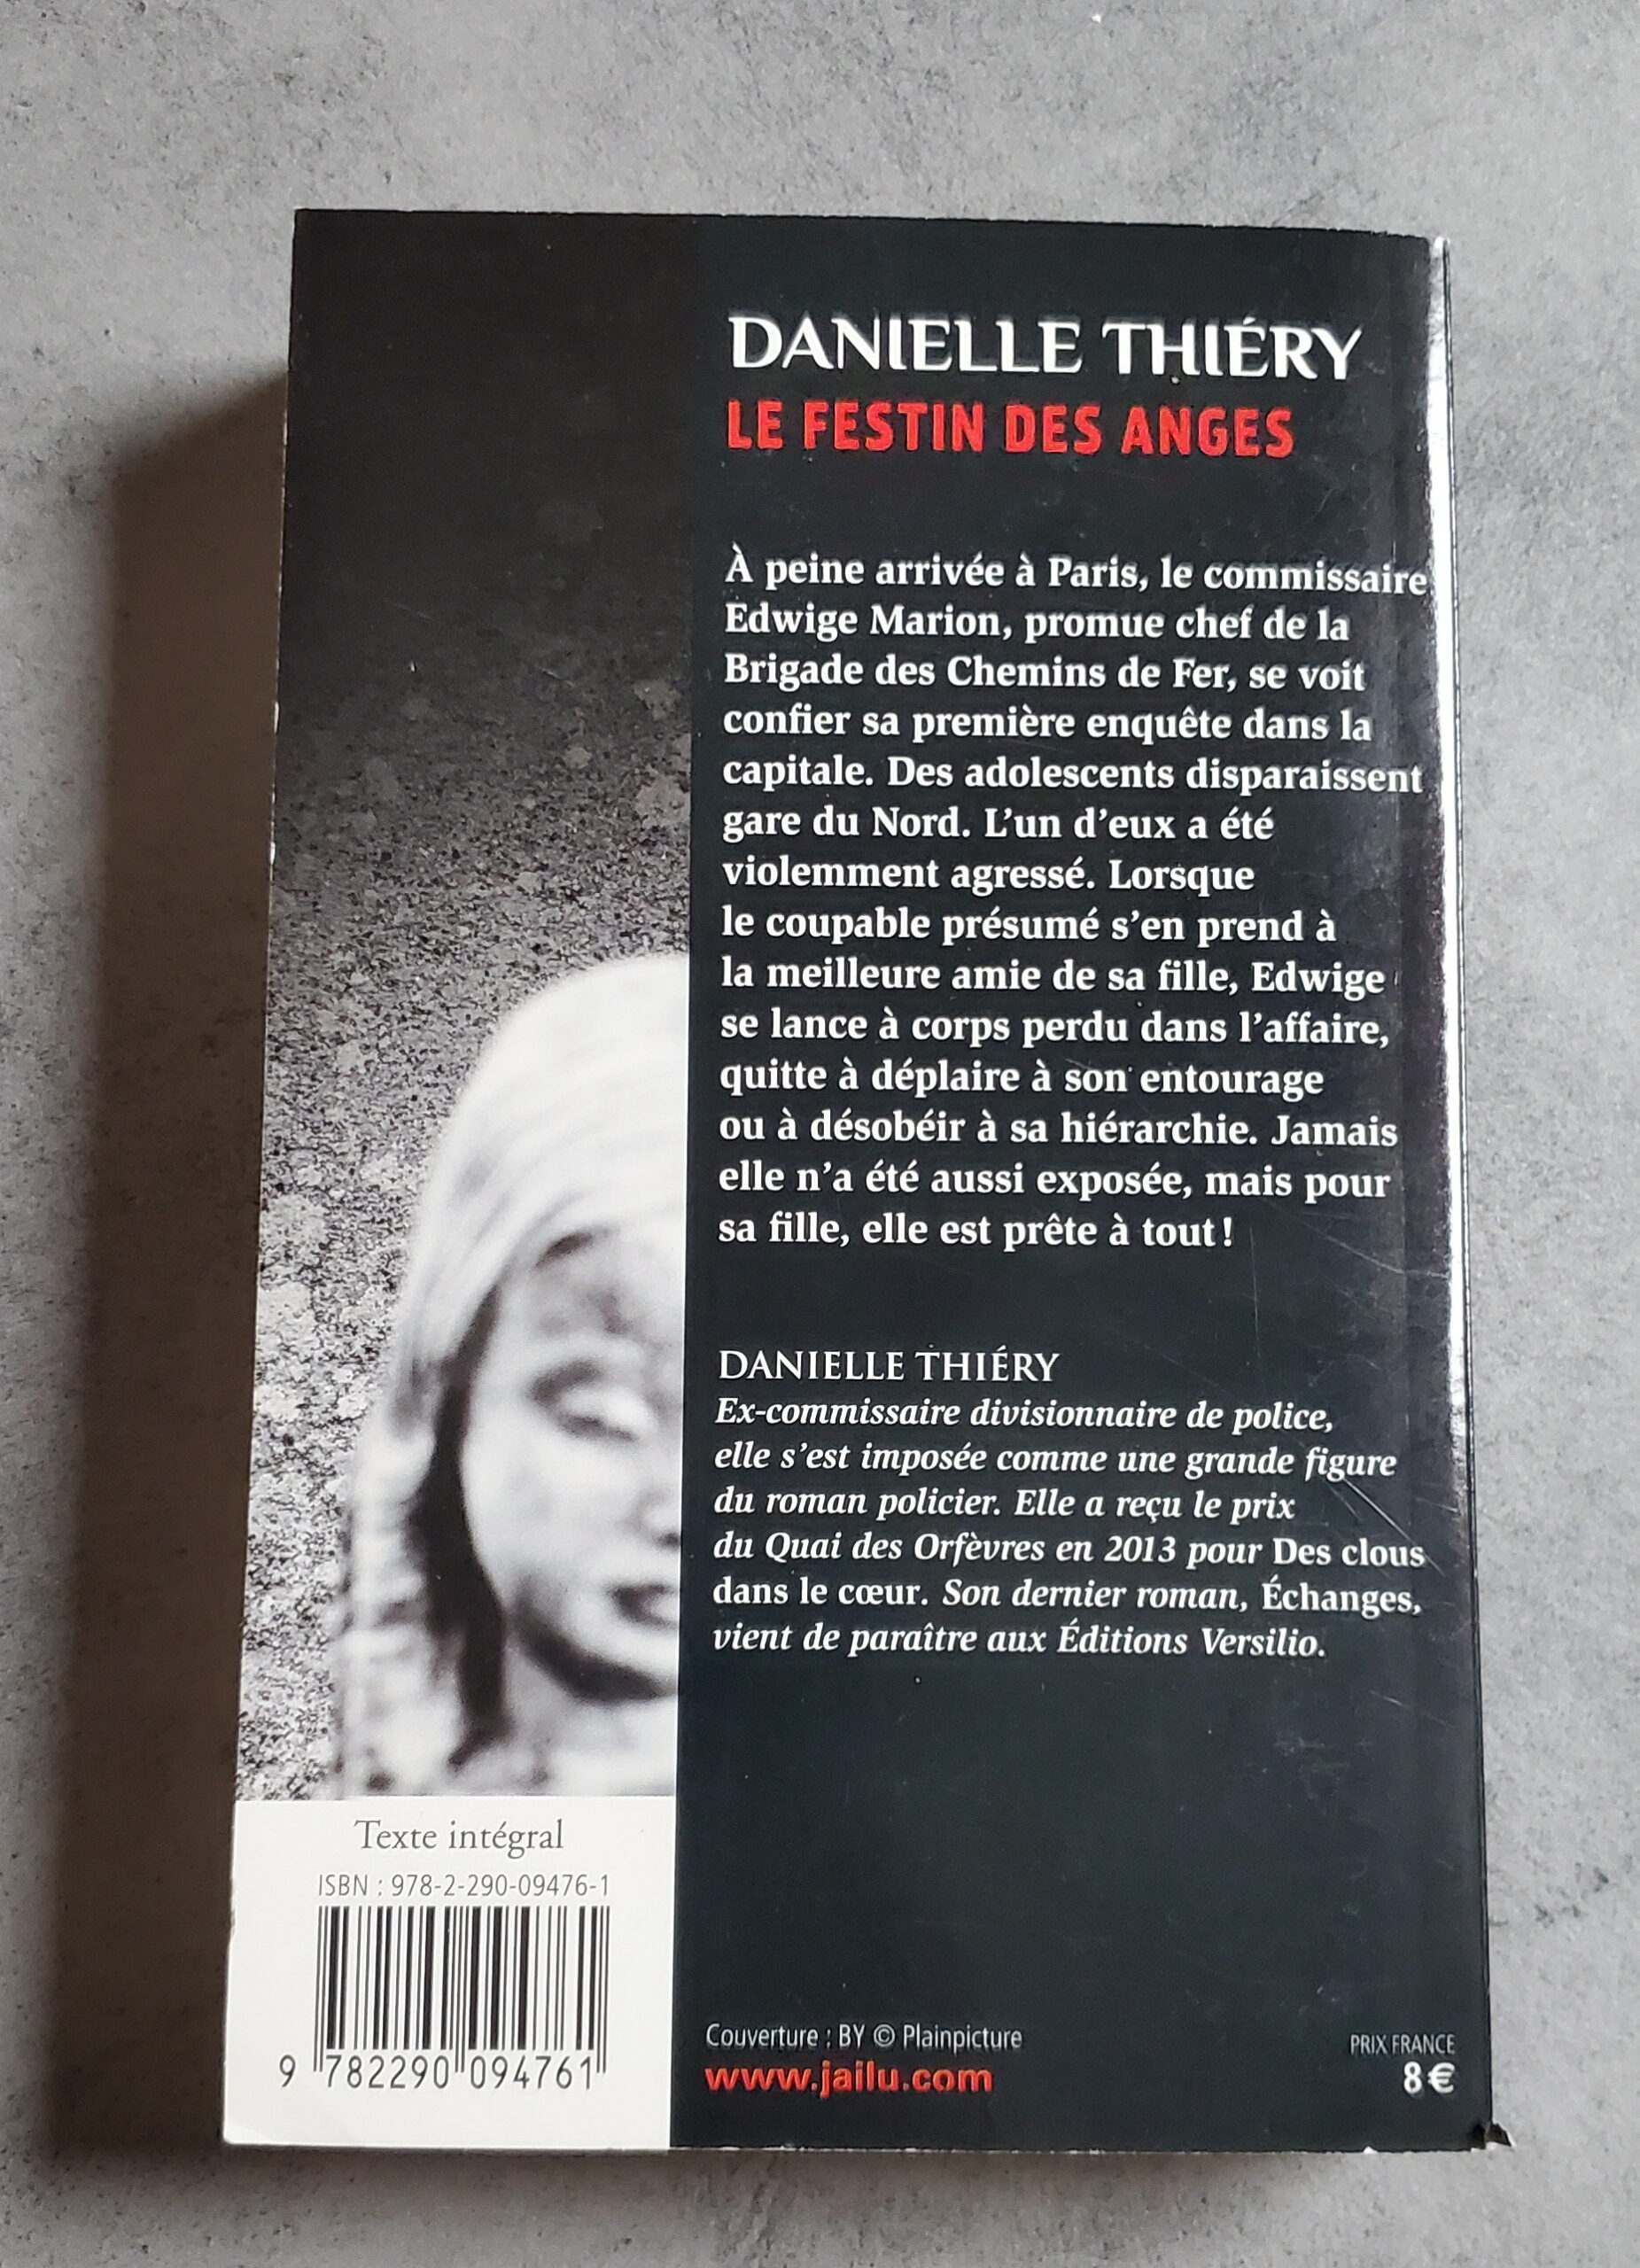 DANIELLE THIÉRY
LE FESTIN DES ANGES
À peine arrivée à Paris, le commissaire
Edwige Marion, promue chef de la
Brigade des Chemins de Fer, se voit
confier sa première enquête dans la
capitale. Des adolescents disparaissent
gare du Nord. L’un d’eux a été
violemment agressé. Lorsque
le coupable présumé s’en prend à
la meilleure amie de sa fille, Edwige
se lance à corps perdu dans l’affaire,
quitte à déplaire à son entourage
ou à désobéir à sa hiérarchie. Jamais
elle n’a été aussi exposée, mais pour
sa fille, elle est prête à tout !
DANIELLE THIÉRY
Ex-commissaire divisionnaire de police,
elle s’est imposée comme une grande figure
du roman policier. Elle a reçu le prix
du Quai des Orfèvres en 2013 pour Des clous
dans le cœur. Son dernier roman, Échanges,
vient de paraître aux Éditions Versilio.
Texte intégral
ISBN : 978-2-290-09476-1
9 782290 094761
Couverture : BY © Plainpicture
www.jailu.com
PRIX FRANCE
8 €